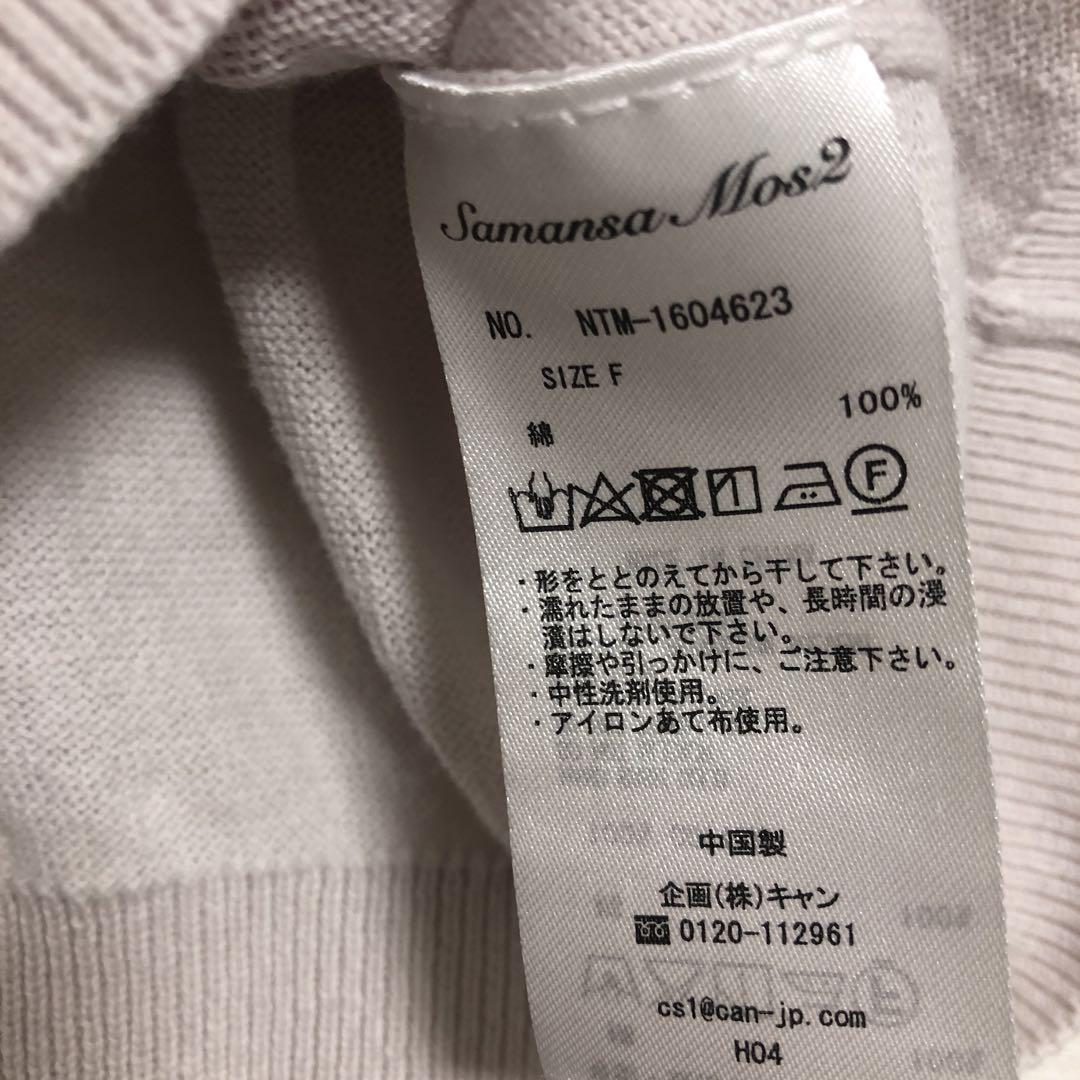 Samansa Mos2
NO. NTM-1604623
SIZE F
綿 100%
F
・形をととのえてから干して下さい。
・濡れたままの放置や、長時間の浸
漬はしないで下さい。
・摩擦や引っかけに、ご注意下さい。
・中性洗剤使用。
・アイロンあて布使用。
中国製
企画(株)キャン
0120-112961
cs1@can-jp.com
H04